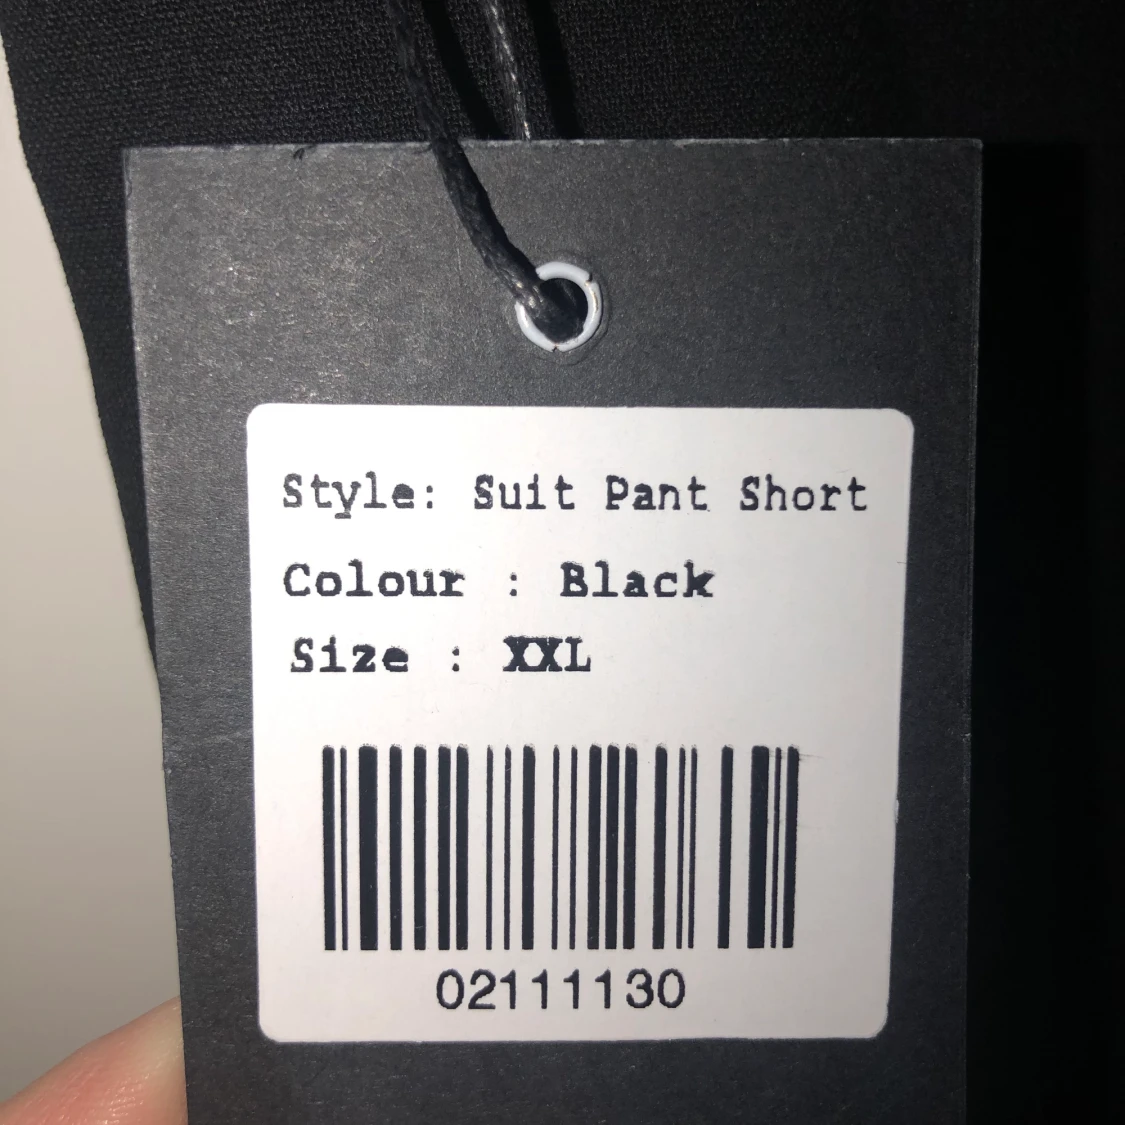 Style: Suit Pant Short
Colour : Black
Size : XXL
02111130